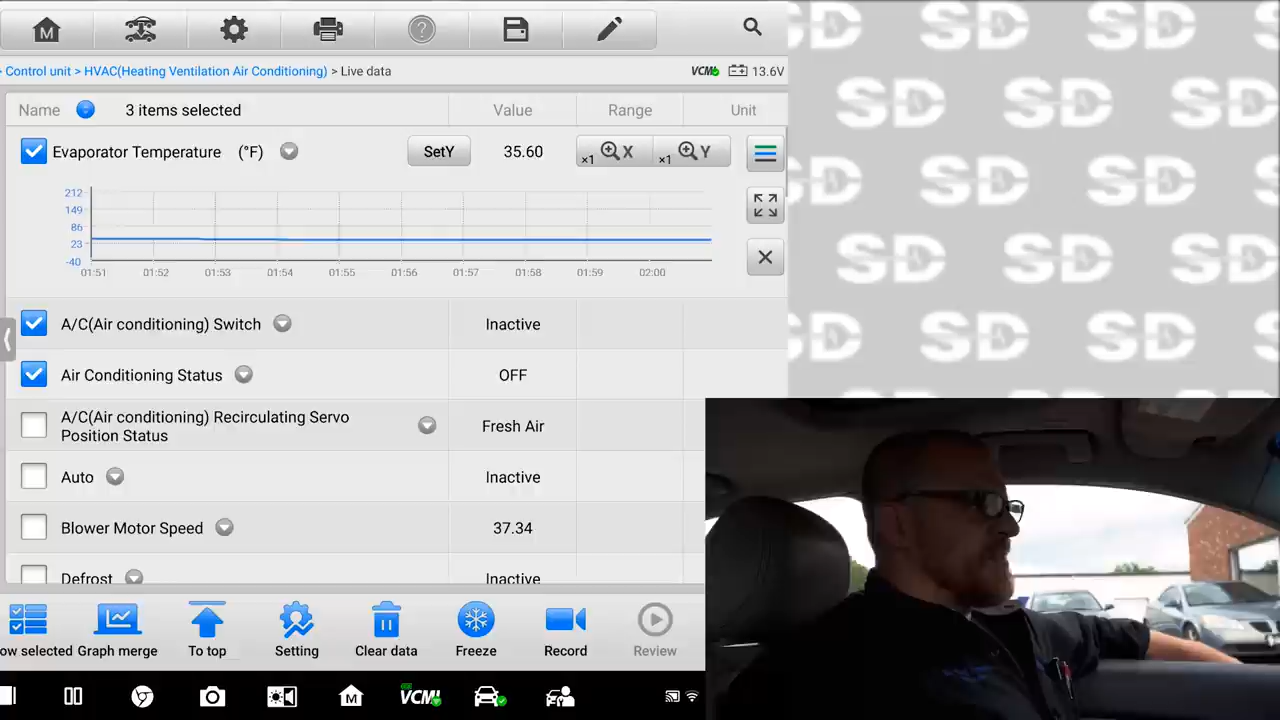 M
?
Control unit > HVAC(Heating Ventilation Air Conditioning) > Live data
VCMI 13.6V
Name 3 items selected Value Range Unit
Evaporator Temperature (°F) SetY 35.60 ×1 X ×1 Y
212
149
86
23
-40
01:51 01:52 01:53 01:54 01:55 01:56 01:57 01:58 01:59 02:00
A/C(Air conditioning) Switch Inactive
Air Conditioning Status OFF
A/C(Air conditioning) Recirculating Servo
Position Status Fresh Air
Auto Inactive
Blower Motor Speed 37.34
Defrost Inactive
ow selected Graph merge To top Setting Clear data Freeze Record Review
M VCMI
SD SD SD
SD SD SD
SD SD SD
SD SD SD
SD SD SD